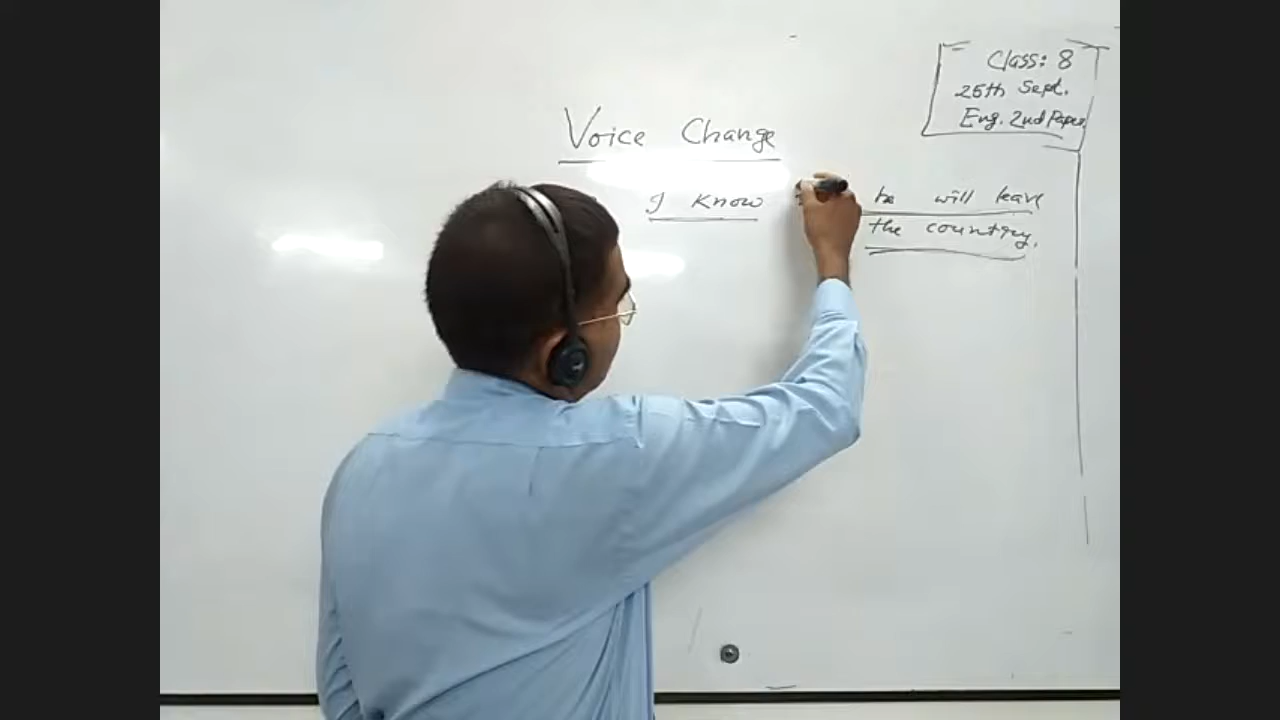 Class: 8
25th Sept.
Eng. 2nd Paper
Voice Change
I know he will leave
the country.